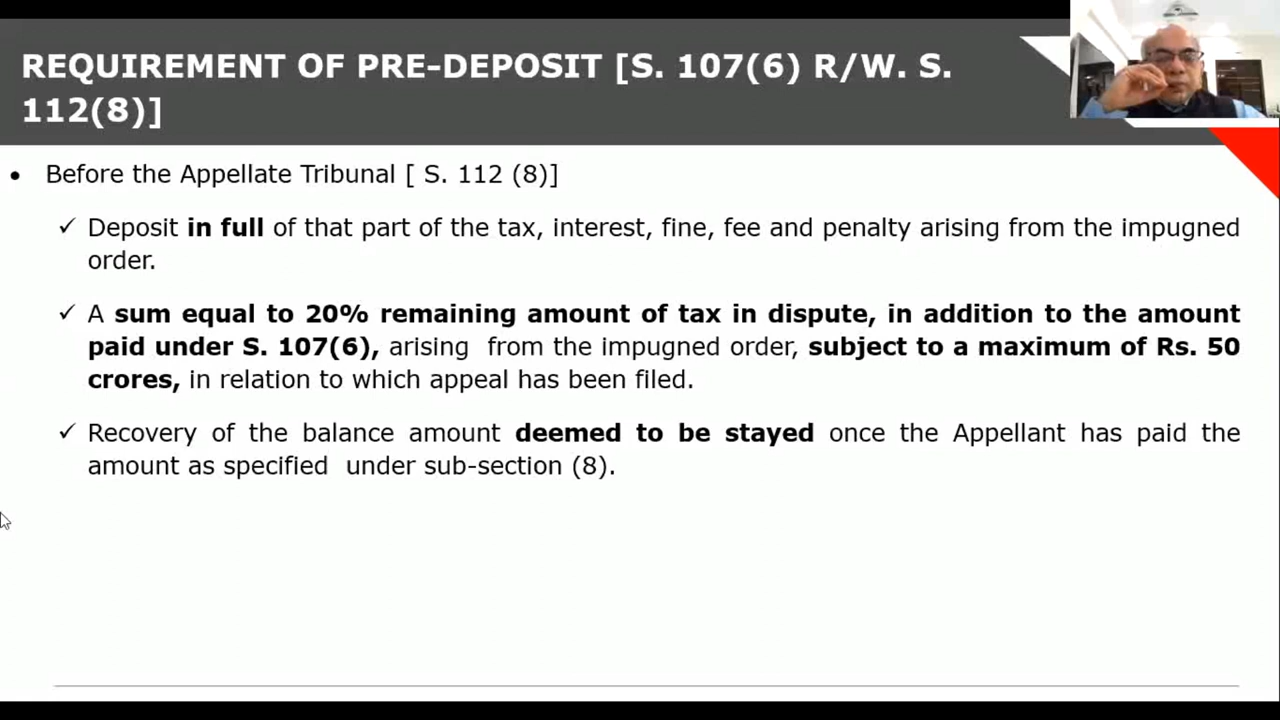 REQUIREMENT OF PRE-DEPOSIT [S. 107(6) R/W. S.
112(8)]
• Before the Appellate Tribunal [ S. 112 (8)]
✓ Deposit in full of that part of the tax, interest, fine, fee and penalty arising from the impugned
order.
✓ A sum equal to 20% remaining amount of tax in dispute, in addition to the amount
paid under S. 107(6), arising from the impugned order, subject to a maximum of Rs. 50
crores, in relation to which appeal has been filed.
✓ Recovery of the balance amount deemed to be stayed once the Appellant has paid the
amount as specified under sub-section (8).